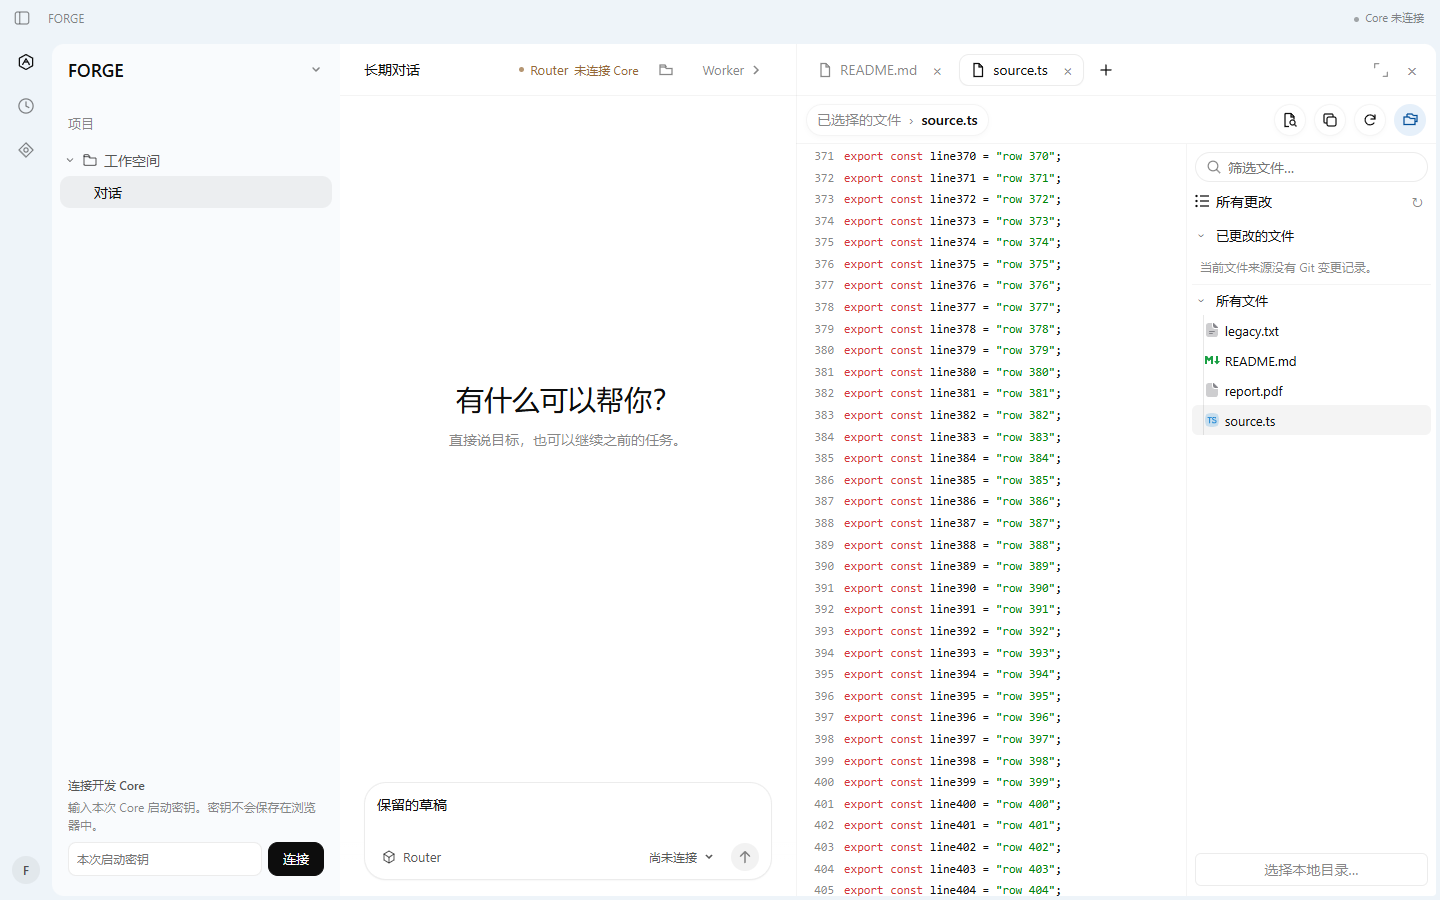 FORGE
Core 未连接
FORGE
项目
工作空间
对话
连接开发 Core
输入本次 Core 启动密钥。密钥不会保存在浏览
器中。
本次启动密钥
连接
F
长期对话
Router 未连接 Core
Worker
有什么可以帮你?
直接说目标，也可以继续之前的任务。
保留的草稿
Router
尚未连接
README.md
source.ts
已选择的文件 › source.ts
371 export const line370 = "row 370";
372 export const line371 = "row 371";
373 export const line372 = "row 372";
374 export const line373 = "row 373";
375 export const line374 = "row 374";
376 export const line375 = "row 375";
377 export const line376 = "row 376";
378 export const line377 = "row 377";
379 export const line378 = "row 378";
380 export const line379 = "row 379";
381 export const line380 = "row 380";
382 export const line381 = "row 381";
383 export const line382 = "row 382";
384 export const line383 = "row 383";
385 export const line384 = "row 384";
386 export const line385 = "row 385";
387 export const line386 = "row 386";
388 export const line387 = "row 387";
389 export const line388 = "row 388";
390 export const line389 = "row 389";
391 export const line390 = "row 390";
392 export const line391 = "row 391";
393 export const line392 = "row 392";
394 export const line393 = "row 393";
395 export const line394 = "row 394";
396 export const line395 = "row 395";
397 export const line396 = "row 396";
398 export const line397 = "row 397";
399 export const line398 = "row 398";
400 export const line399 = "row 399";
401 export const line400 = "row 400";
402 export const line401 = "row 401";
403 export const line402 = "row 402";
404 export const line403 = "row 403";
405 export const line404 = "row 404";
筛选文件...
所有更改
已更改的文件
当前文件来源没有 Git 变更记录。
所有文件
legacy.txt
M README.md
report.pdf
TS source.ts
选择本地目录...